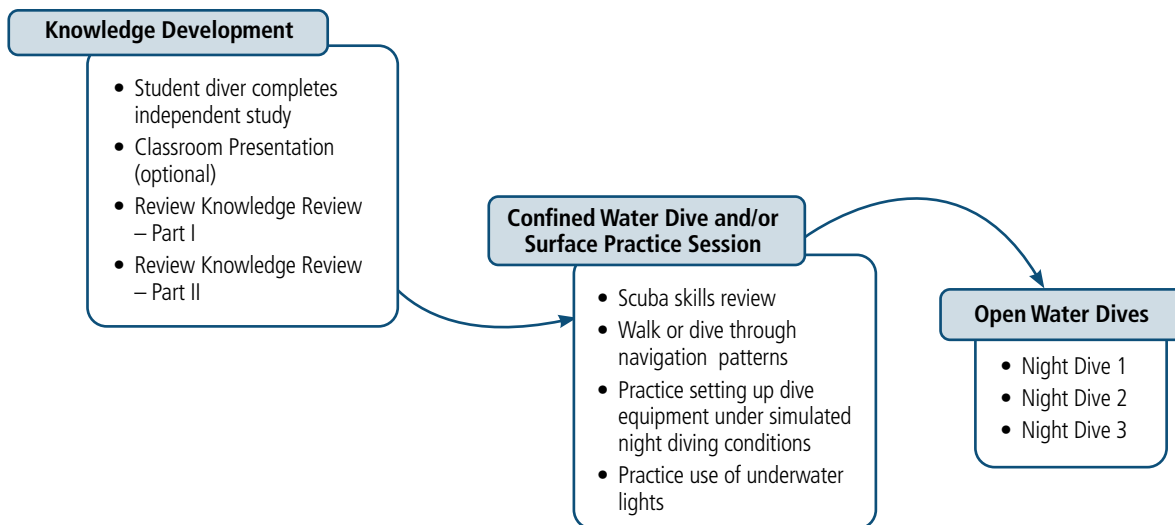 Knowledge Development
• Student diver completes
independent study
• Classroom Presentation
(optional)
• Review Knowledge Review
– Part I
• Review Knowledge Review
– Part II
Confined Water Dive and/or
Surface Practice Session
• Scuba skills review
• Walk or dive through
navigation patterns
• Practice setting up dive
equipment under simulated
night diving conditions
• Practice use of underwater
lights
Open Water Dives
• Night Dive 1
• Night Dive 2
• Night Dive 3